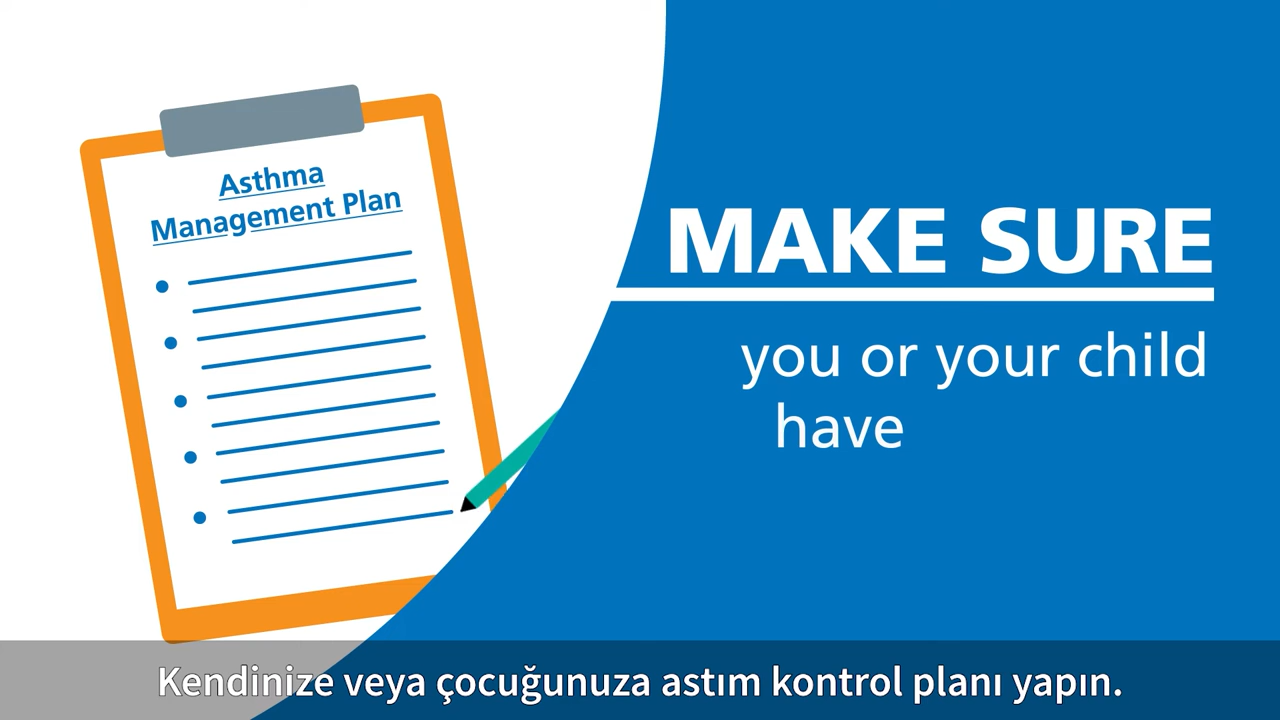 Asthma
Management Plan
MAKE SURE
you or your child
have
Kendinize veya çocuğunuza astım kontrol planı yapın.